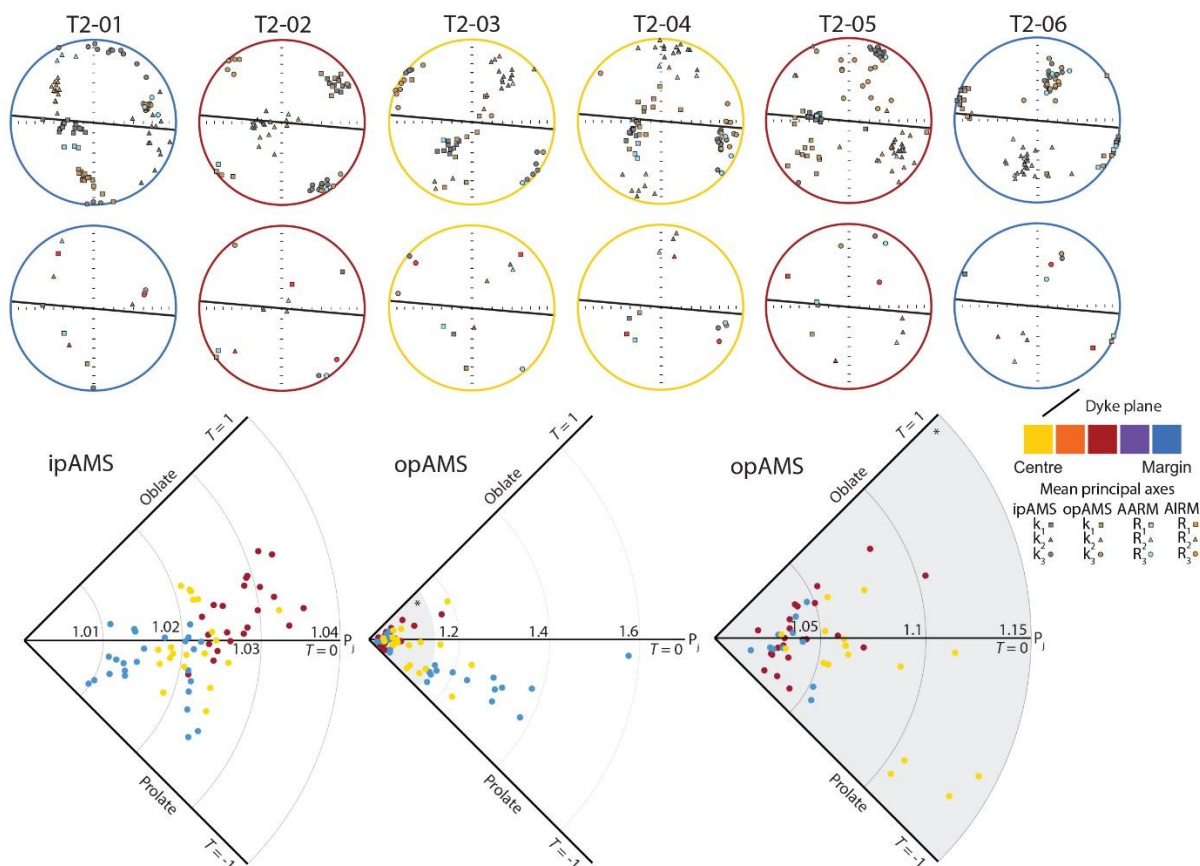 T2-01 T2-02 T2-03 T2-04 T2-05 T2-06
Dyke plane
Centre Margin
Mean principal axes
ipAMS opAMS AARM AIRM
k1 k1 R1 R1
k2 k2 R2 R2
k3 k3 R3 R3
ipAMS
T = 1
Oblate
1.01 1.02 1.03 1.04 Pj
T = 0
Prolate
T = -1
opAMS
T = 1
Oblate
*
1.2 1.4 1.6 Pj
T = 0
Prolate
T = -1
opAMS
T = 1
*
Oblate
1.05 1.1 1.15 Pj
T = 0
Prolate
T = -1